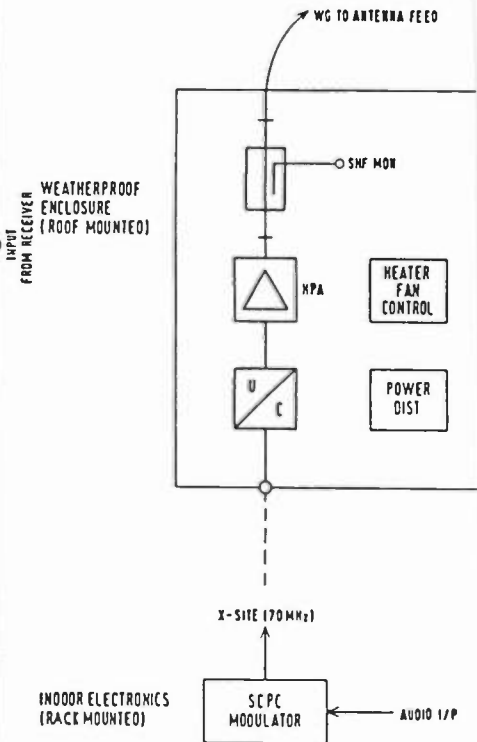 WG TO ANTENNA FEED
SHF MON
WEATHERPROOF
ENCLOSURE
(ROOF MOUNTED)
INPUT
FROM RECEIVER
HPA
HEATER
FAN
CONTROL
U
C
POWER
DIST
X-SITE (70MHz)
INDOOR ELECTRONICS
(RACK MOUNTED)
SCPC
MODULATOR
AUDIO I/P